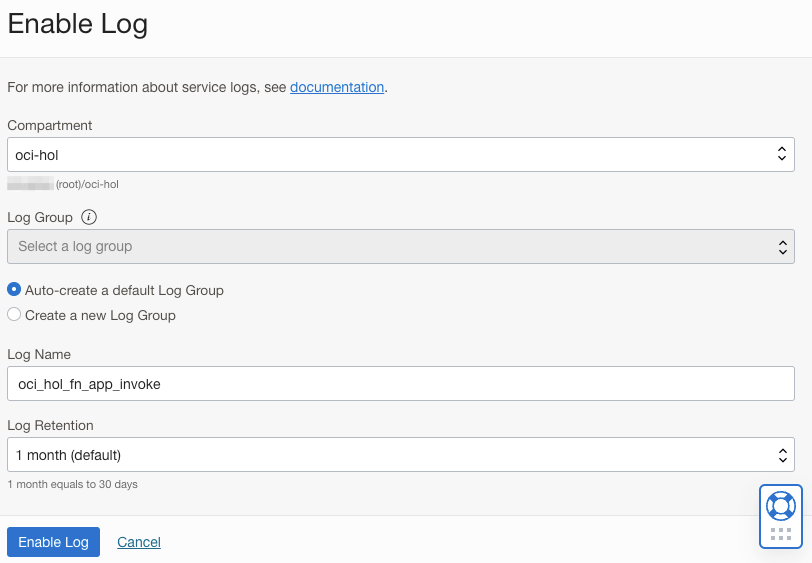 Enable Log
For more information about service logs, see documentation.
Compartment
oci-hol
(root)/oci-hol
Log Group
Select a log group
Auto-create a default Log Group
Create a new Log Group
Log Name
oci_hol_fn_app_invoke
Log Retention
1 month (default)
1 month equals to 30 days
Enable Log Cancel